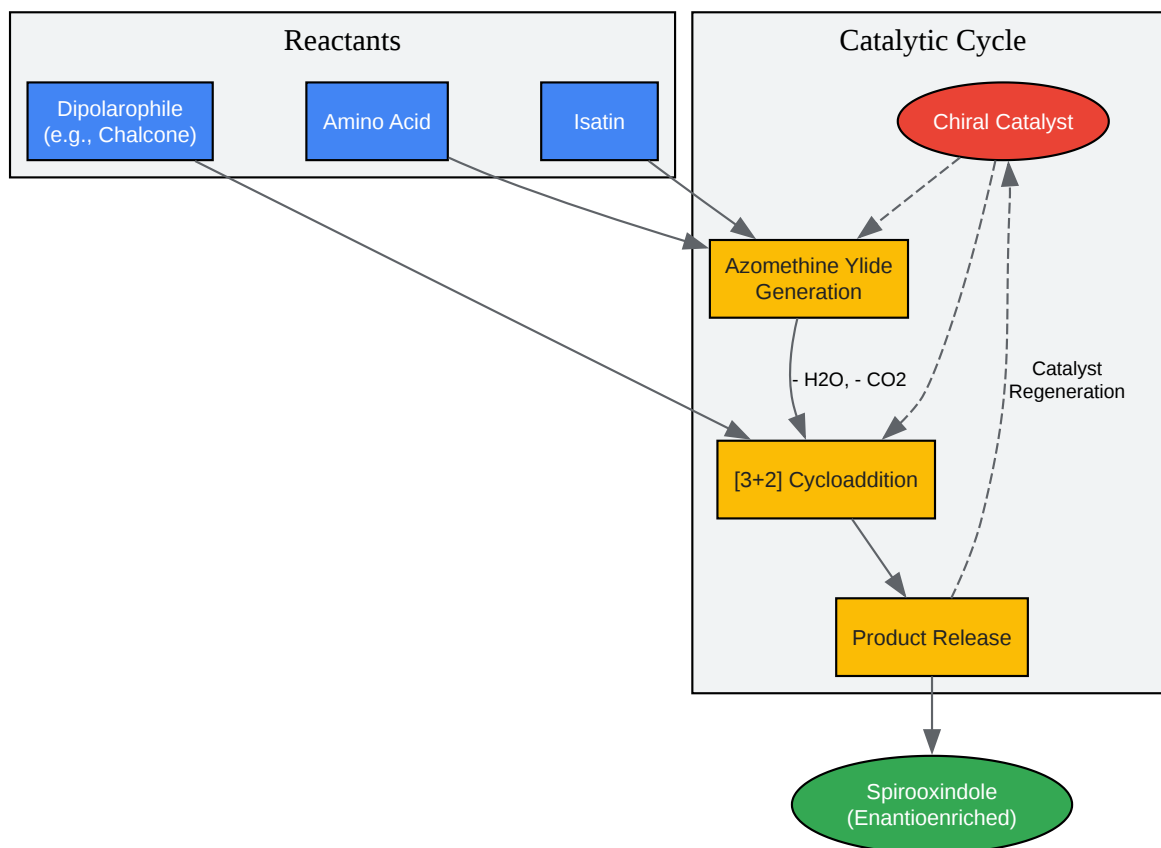 Reactants
Dipolarophile
(e.g., Chalcone)
Amino Acid
Isatin
Catalytic Cycle
Chiral Catalyst
Azomethine Ylide
Generation
- H2O, - CO2
Catalyst
Regeneration
[3+2] Cycloaddition
Product Release
Spirooxindole
(Enantioenriched)